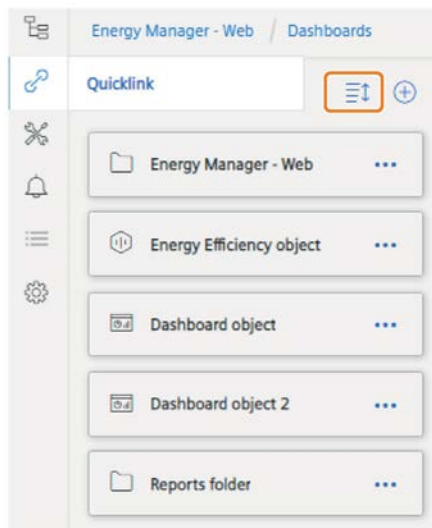 Energy Manager - Web / Dashboards
Quicklink
Energy Manager - Web
Energy Efficiency object
Dashboard object
Dashboard object 2
Reports folder